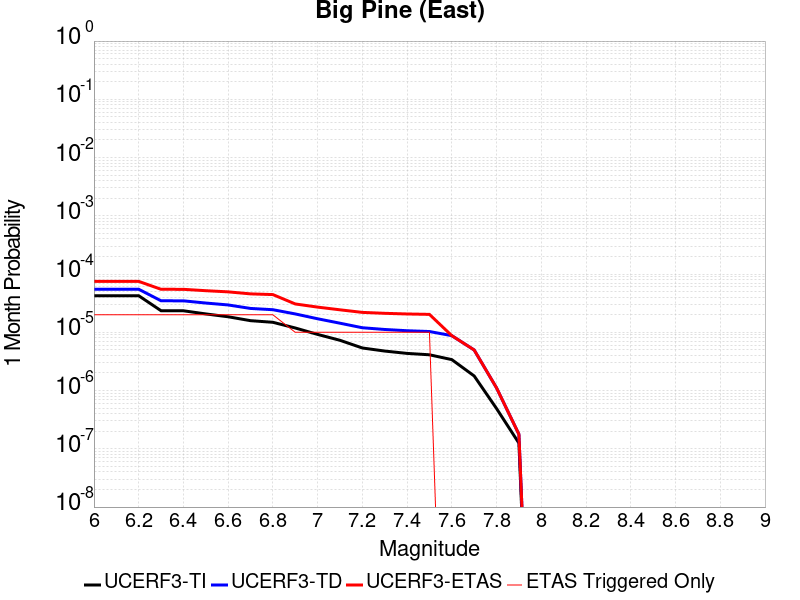 Big Pine (East)
10^0
10^-1
10^-2
10^-3
10^-4
10^-5
10^-6
10^-7
10^-8
1 Month Probability
6 6.2 6.4 6.6 6.8 7 7.2 7.4 7.6 7.8 8 8.2 8.4 8.6 8.8 9
Magnitude
UCERF3-TI UCERF3-TD UCERF3-ETAS ETAS Triggered Only